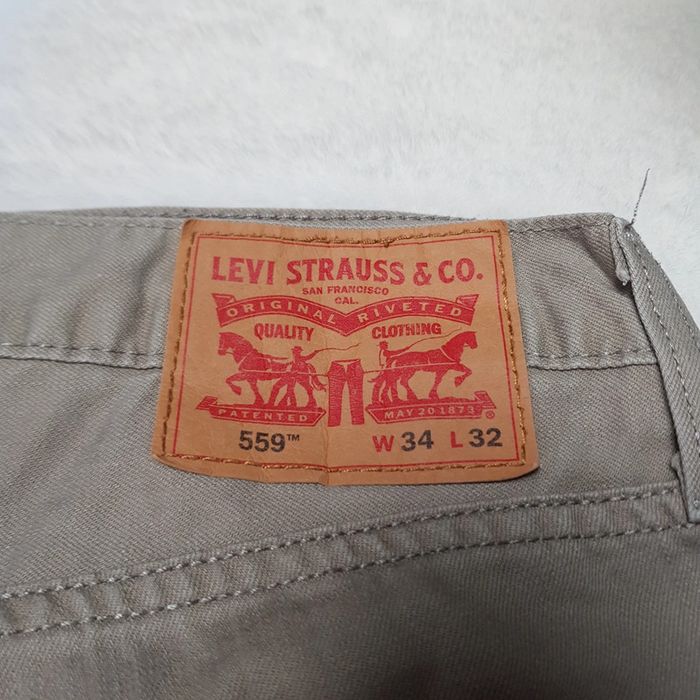 LEVI STRAUSS & CO.
SAN FRANCISCO
CAL.
ORIGINAL RIVETED
QUALITY CLOTHING
PATENTED MAY 20 1873 ®
559™ W 34 L 32